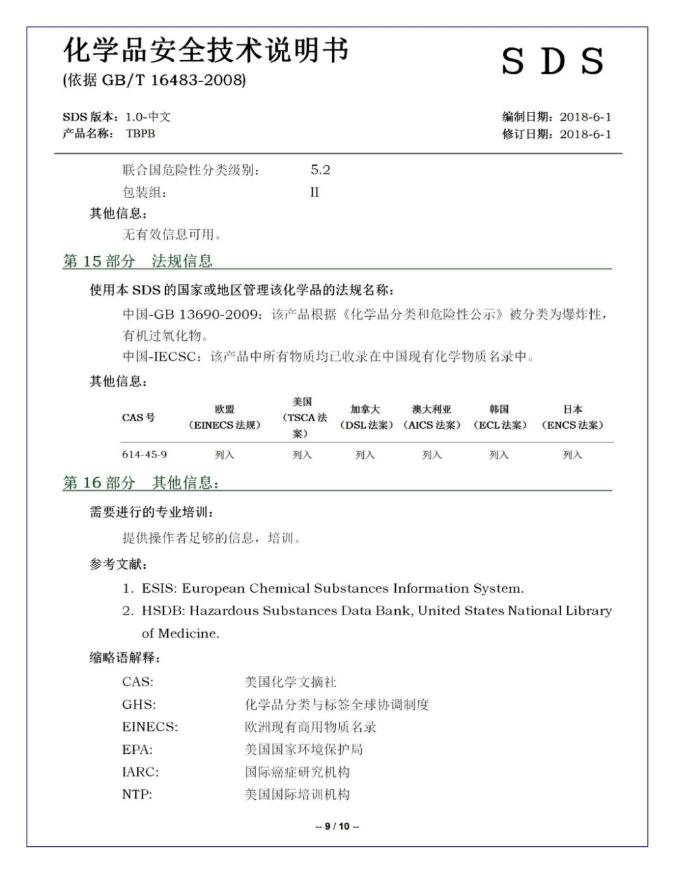 化学品安全技术说明书
SDS
(依据 GB/T 16483-2008)
SDS 版本：1.0-中文
编制日期：2018-6-1
产品名称： TBPB
修订日期：2018-6-1
联合国危险性分类级别： 5.2
包装组： II
其他信息：
无有效信息可用。
第 15 部分 法规信息
使用本 SDS 的国家或地区管理该化学品的法规名称：
中国-GB 13690-2009：该产品根据《化学品分类和危险性公示》被分类为爆炸性，
有机过氧化物。
中国-IECSC：该产品中所有物质均已收录在中国现有化学物质名录中。
其他信息：
CAS 号 欧盟（EINECS 法规） 美国（TSCA 法案） 加拿大（DSL 法案） 澳大利亚（AICS 法案） 韩国（ECL 法案） 日本（ENCS 法案）
614-45-9 列入 列入 列入 列入 列入 列入
第 16 部分 其他信息：
需要进行的专业培训：
提供操作者足够的信息，培训。
参考文献：
1. ESIS: European Chemical Substances Information System.
2. HSDB: Hazardous Substances Data Bank, United States National Library
of Medicine.
缩略语解释：
CAS: 美国化学文摘社
GHS: 化学品分类与标签全球协调制度
EINECS: 欧洲现有商用物质名录
EPA: 美国国家环境保护局
IARC: 国际癌症研究机构
NTP: 美国国际培训机构
-- 9 / 10 --